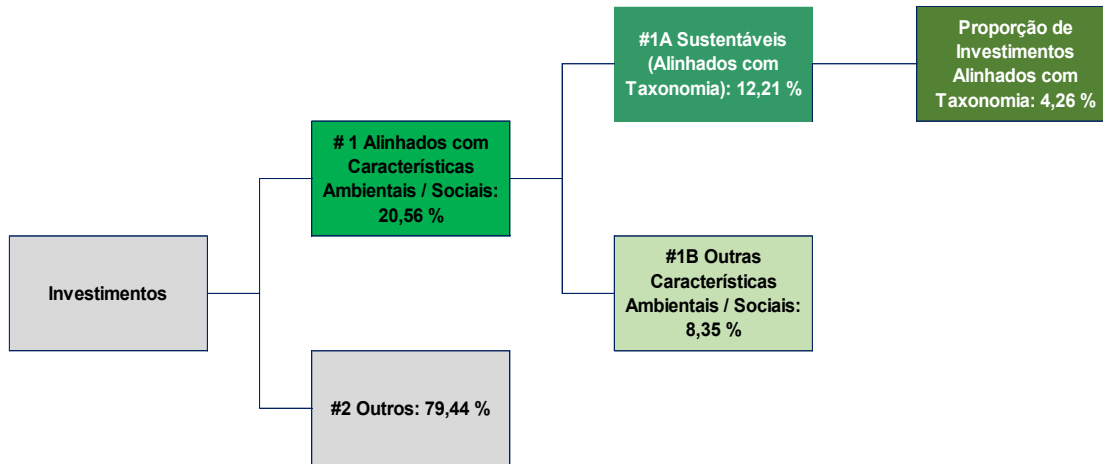 Investimentos
# 1 Alinhados com
Características
Ambientais / Sociais:
20,56 %
#2 Outros: 79,44 %
#1A Sustentáveis
(Alinhados com
Taxonomia): 12,21 %
#1B Outras
Características
Ambientais / Sociais:
8,35 %
Proporção de
Investimentos
Alinhados com
Taxonomia: 4,26 %